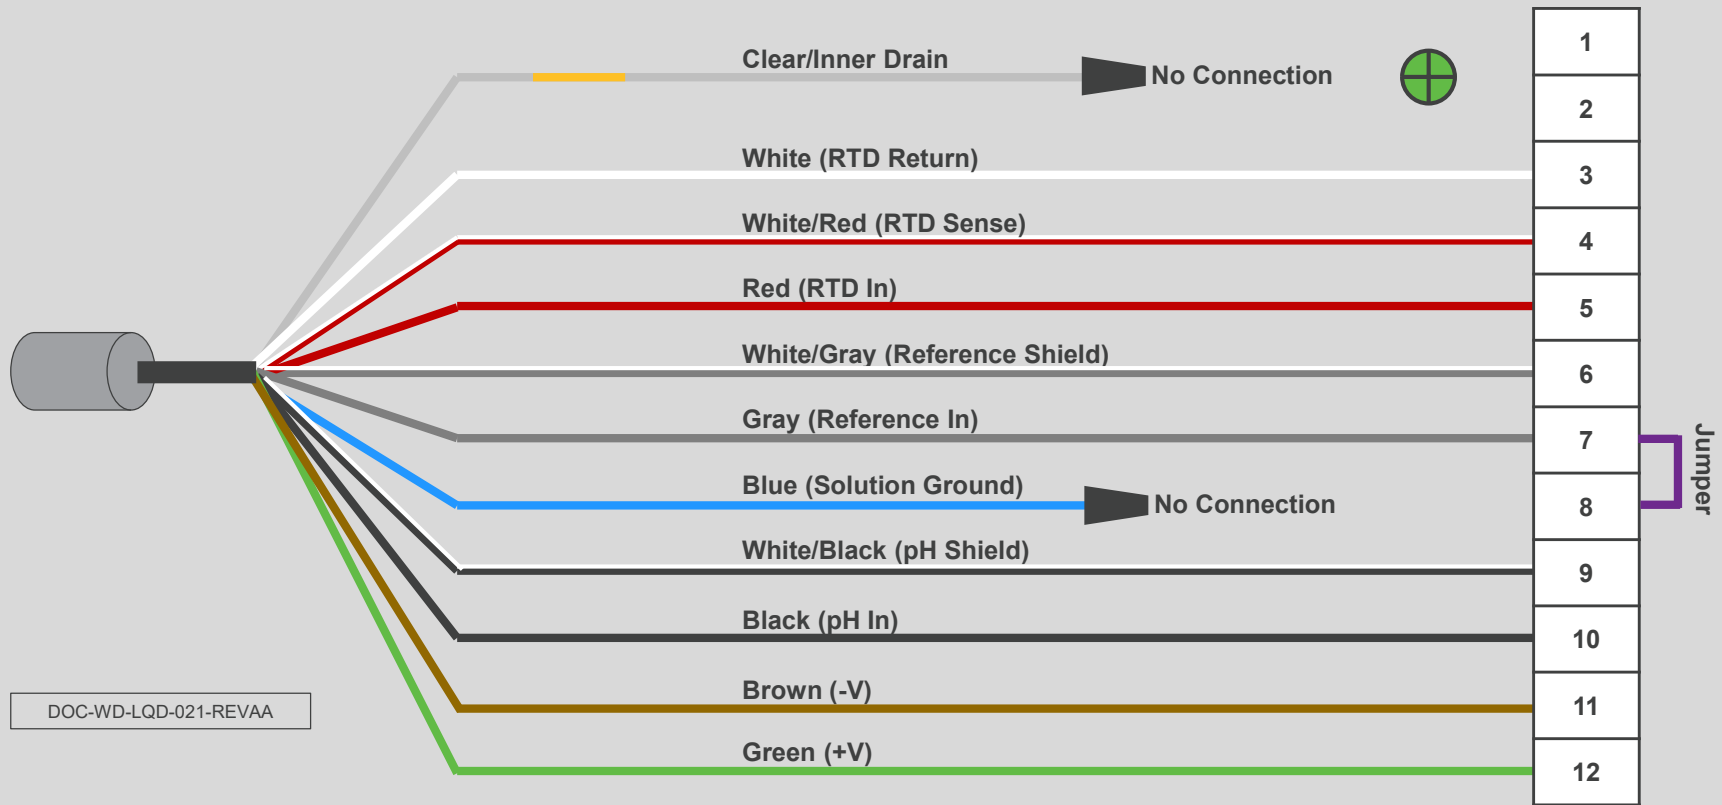 Clear/Inner Drain
No Connection
White (RTD Return)
White/Red (RTD Sense)
Red (RTD In)
White/Gray (Reference Shield)
Gray (Reference In)
Blue (Solution Ground)
No Connection
White/Black (pH Shield)
Black (pH In)
Brown (-V)
Green (+V)
1
2
3
4
5
6
7
8
9
10
11
12
Jumper
DOC-WD-LQD-021-REVAA